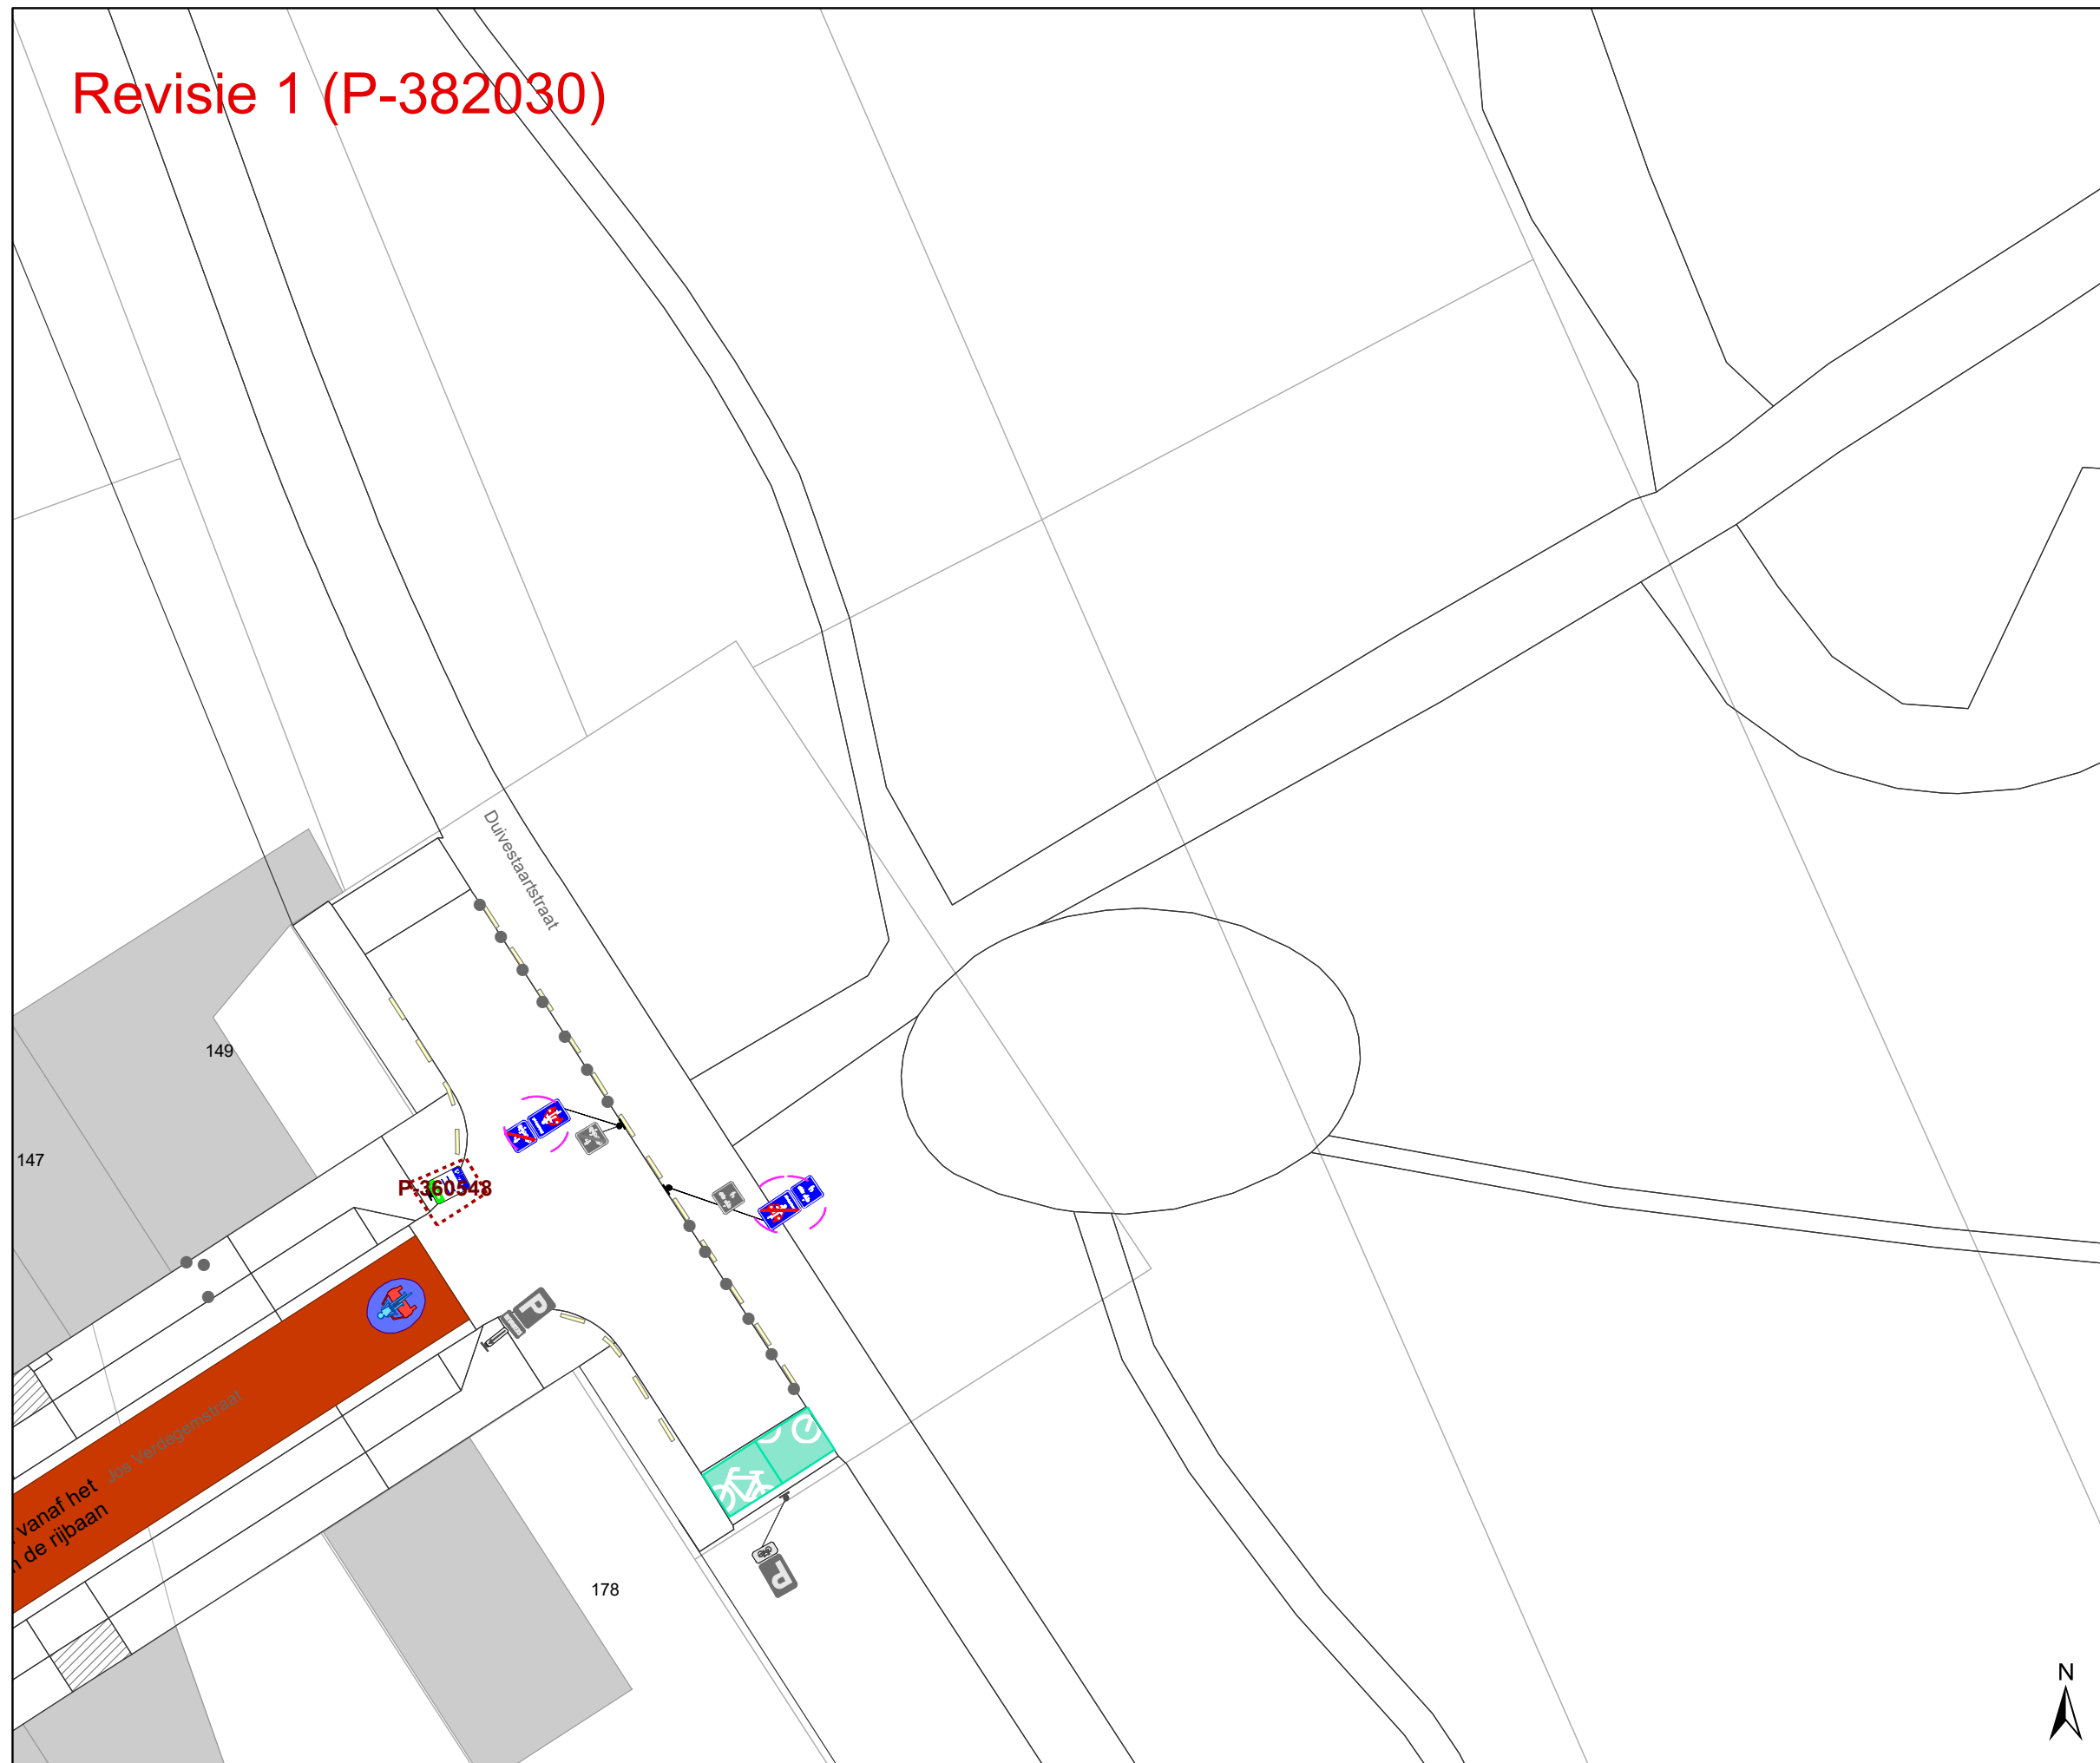 Revisie 1 (P-382030)
Duivestaartstraat
149
147
P-360548
P
Jos Verdegemstraat
vanaf het
de rijbaan
178
P
N